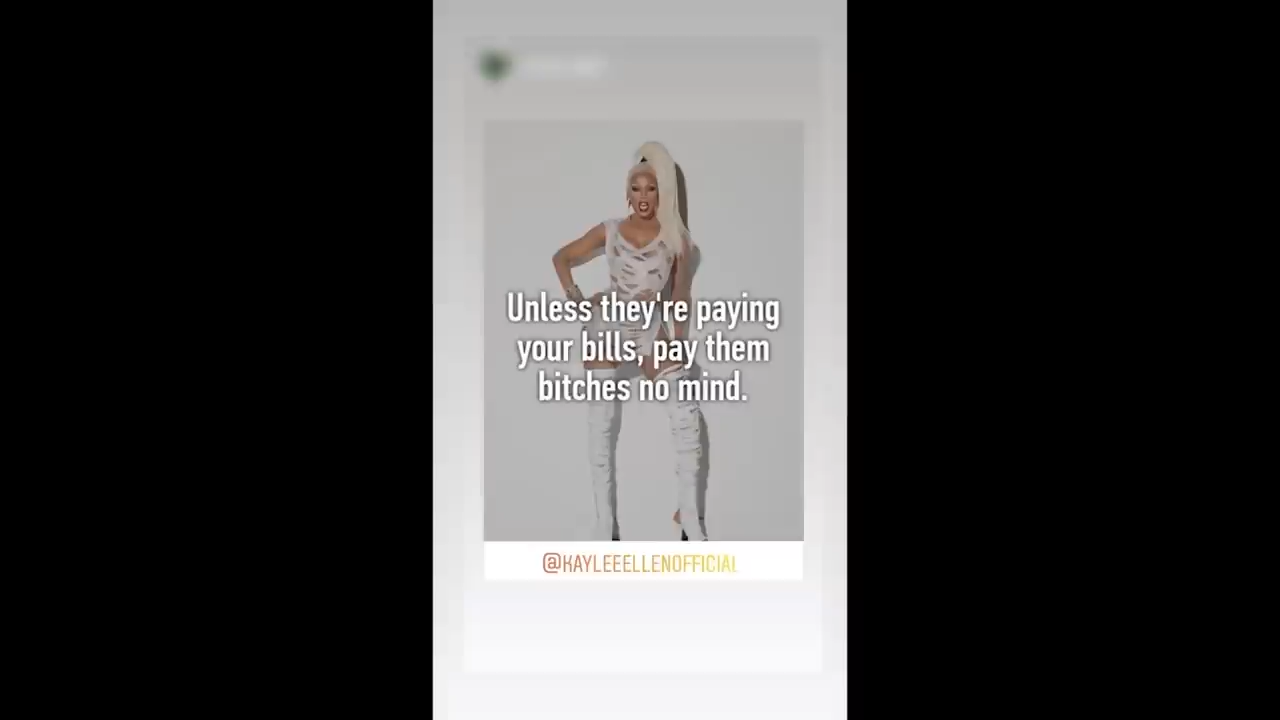 Unless they're paying
your bills, pay them
bitches no mind.
@KAYLEEELLENOFFICIAL